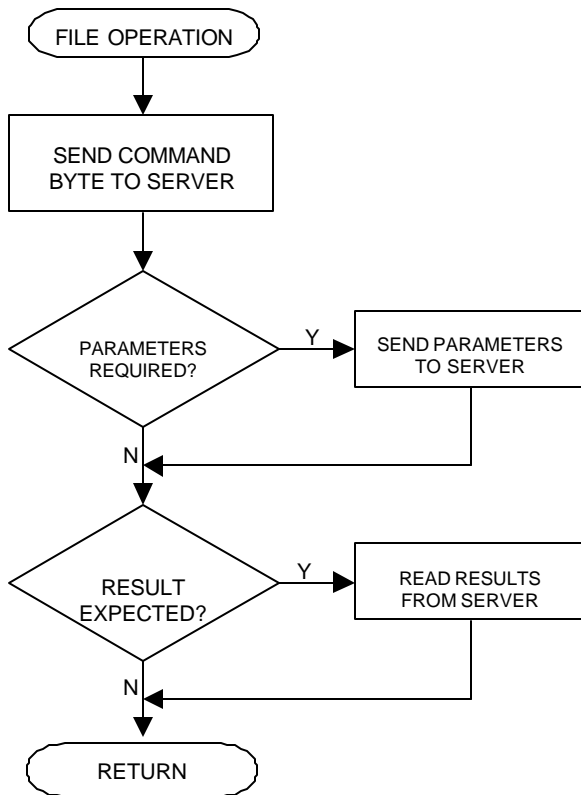 FILE OPERATION
SEND COMMAND
BYTE TO SERVER
PARAMETERS
REQUIRED?
Y
SEND PARAMETERS
TO SERVER
N
RESULT
EXPECTED?
Y
READ RESULTS
FROM SERVER
N
RETURN